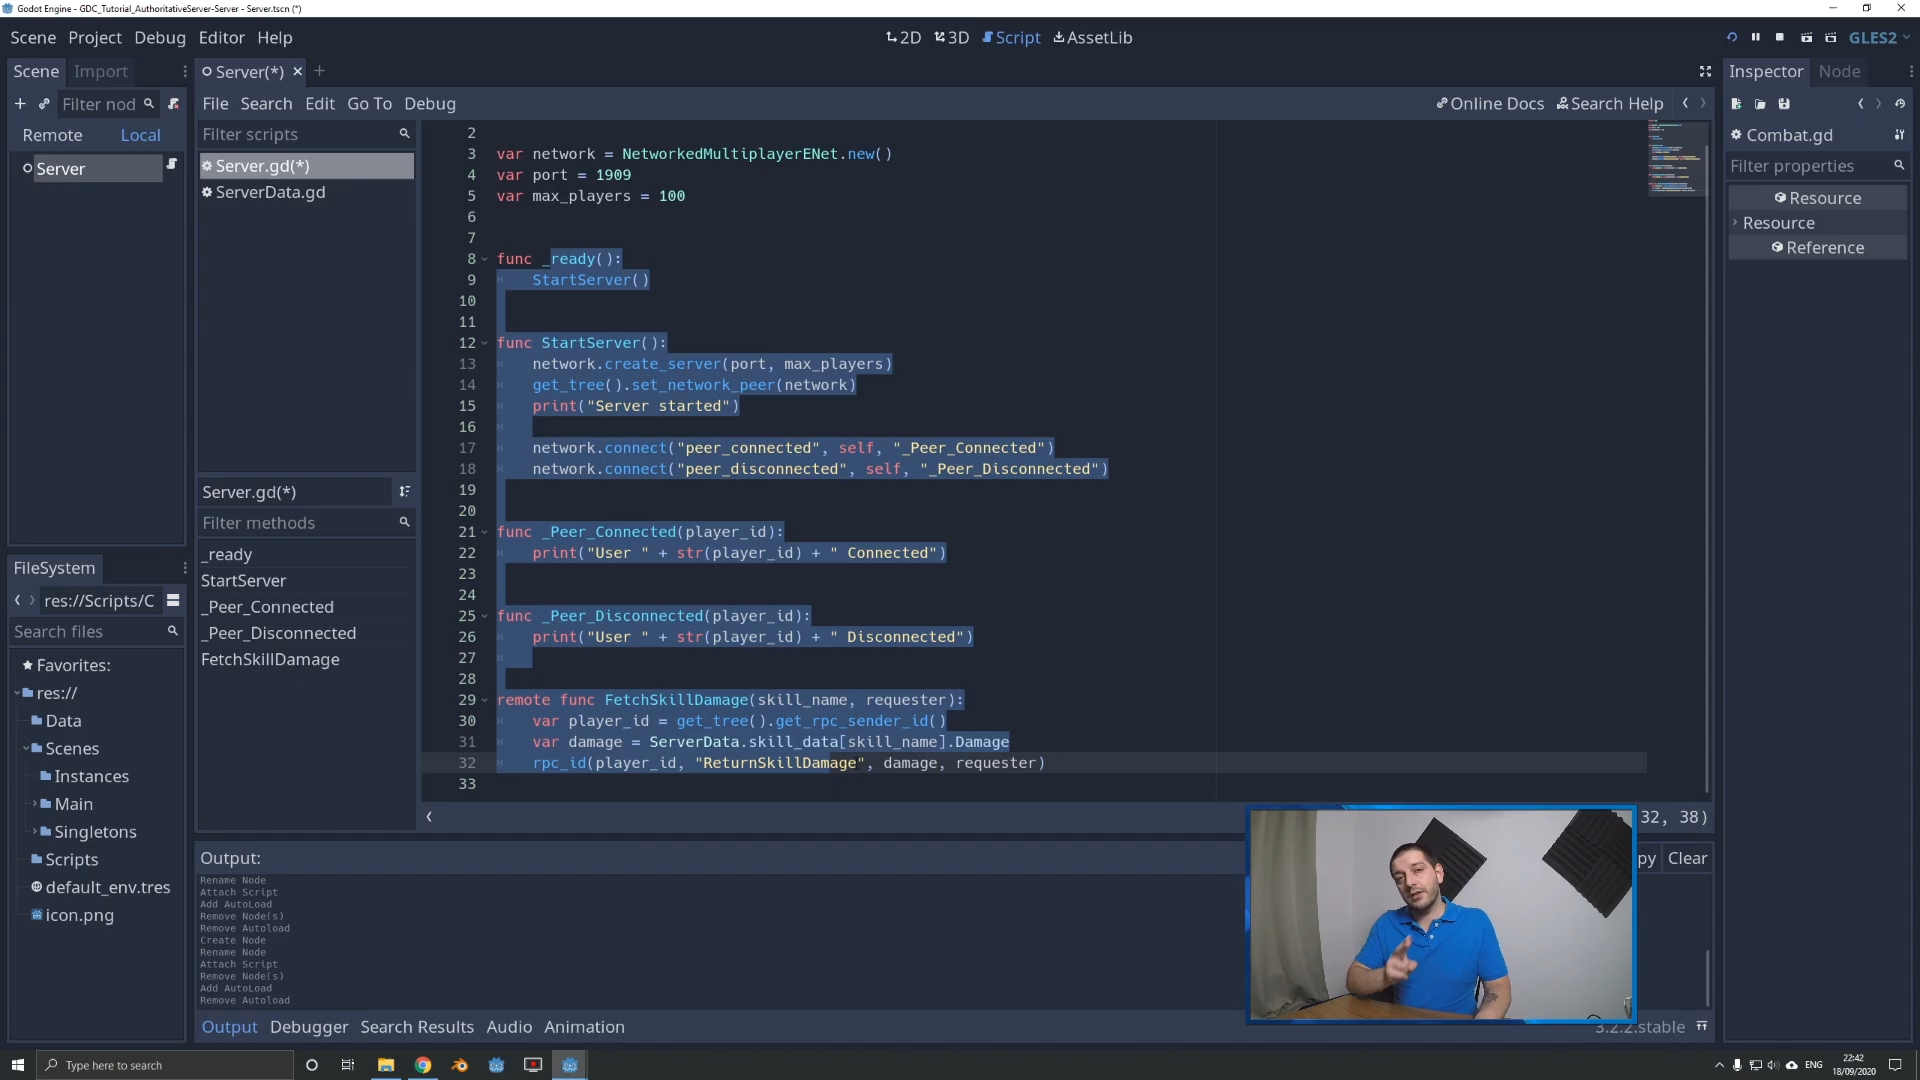 Godot Engine - GDC_Tutorial_AuthoritativeServer-Server - Server.tscn (*)
Scene Project Debug Editor Help
2D 3D Script AssetLib
GLES2
Scene Import
Server(*)
Inspector Node
Filter nod
File Search Edit Go To Debug
Online Docs Search Help
Remote Local
Filter scripts
Combat.gd
Server
Server.gd(*)
ServerData.gd
Filter properties
Resource
Resource
Reference
2
3 var network = NetworkedMultiplayerENet.new()
4 var port = 1909
5 var max_players = 100
6
7
8 func _ready():
9 StartServer()
10
11
12 func StartServer():
13 network.create_server(port, max_players)
14 get_tree().set_network_peer(network)
15 print("Server started")
16
17 network.connect("peer_connected", self, "_Peer_Connected")
18 network.connect("peer_disconnected", self, "_Peer_Disconnected")
19
20
21 func _Peer_Connected(player_id):
22 print("User " + str(player_id) + " Connected")
23
24
25 func _Peer_Disconnected(player_id):
26 print("User " + str(player_id) + " Disconnected")
27
28
29 remote func FetchSkillDamage(skill_name, requester):
30 var player_id = get_tree().get_rpc_sender_id()
31 var damage = ServerData.skill_data[skill_name].Damage
32 rpc_id(player_id, "ReturnSkillDamage", damage, requester)
33
Server.gd(*)
Filter methods
_ready
StartServer
_Peer_Connected
_Peer_Disconnected
FetchSkillDamage
FileSystem
res://Scripts/C
Search files
Favorites:
res://
Data
Scenes
Instances
Main
Singletons
Scripts
default_env.tres
icon.png
32, 38)
Output:
py Clear
Rename Node
Attach Script
Add AutoLoad
Remove Node(s)
Remove Autoload
Create Node
Rename Node
Attach Script
Remove Node(s)
Add AutoLoad
Remove Autoload
Output Debugger Search Results Audio Animation
3.2.2.stable
Type here to search
ENG
22:42
18/09/2020